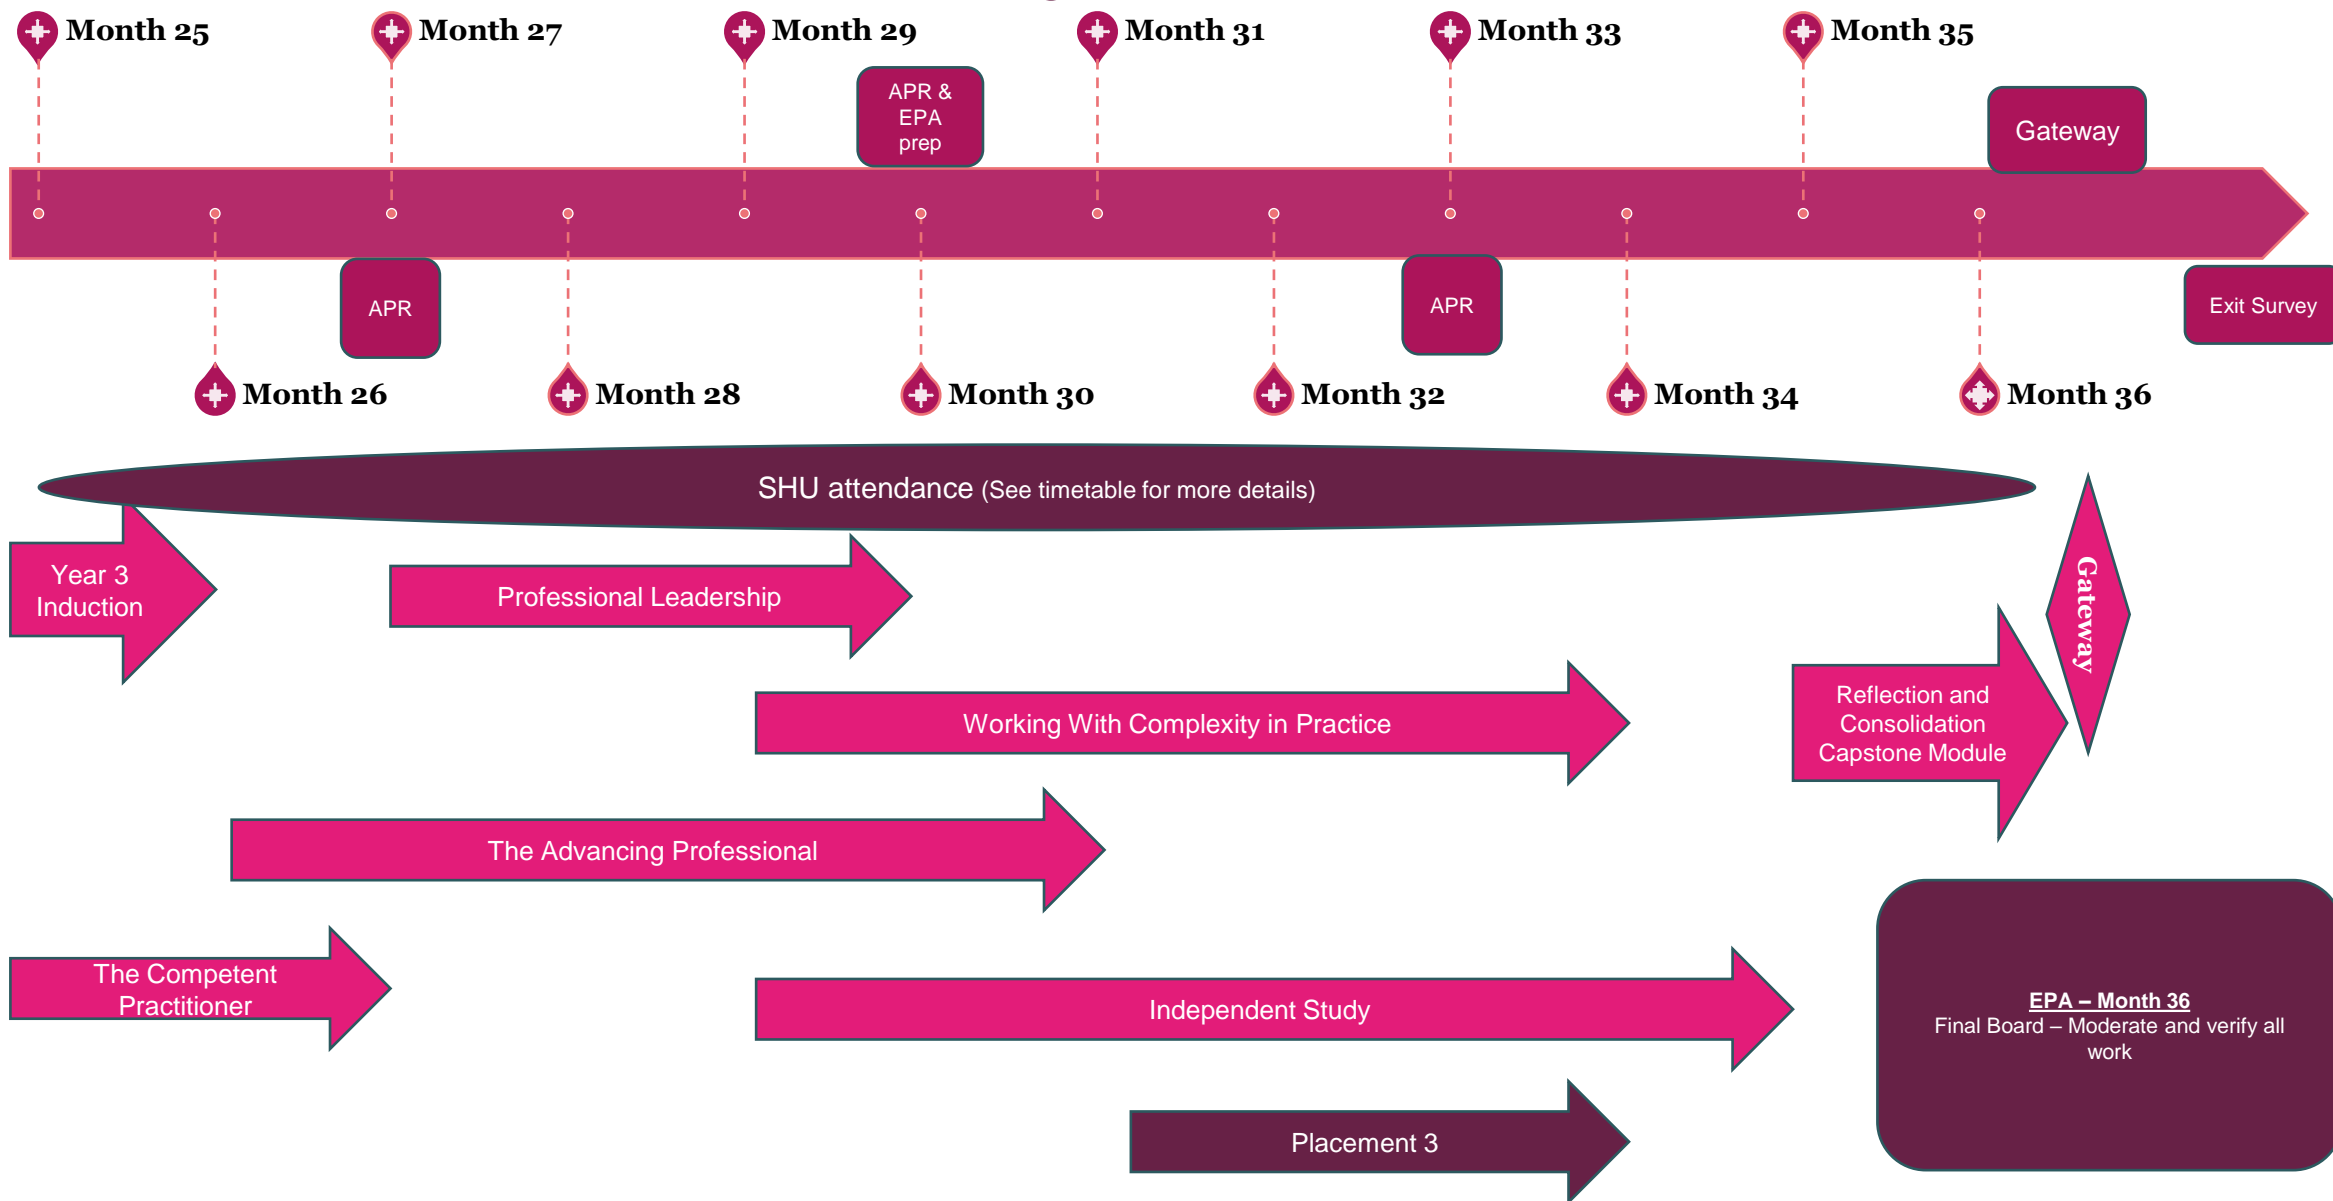 Month 25
Month 27
Month 29
Month 31
Month 33
Month 35
APR &
EPA
prep
Gateway
APR
APR
Exit Survey
Month 26
Month 28
Month 30
Month 32
Month 34
Month 36
SHU attendance (See timetable for more details)
Year 3
Induction
Professional Leadership
Gateway
Working With Complexity in Practice
Reflection and
Consolidation
Capstone Module
The Advancing Professional
The Competent
Practitioner
Independent Study
EPA – Month 36
Final Board – Moderate and verify all
work
Placement 3